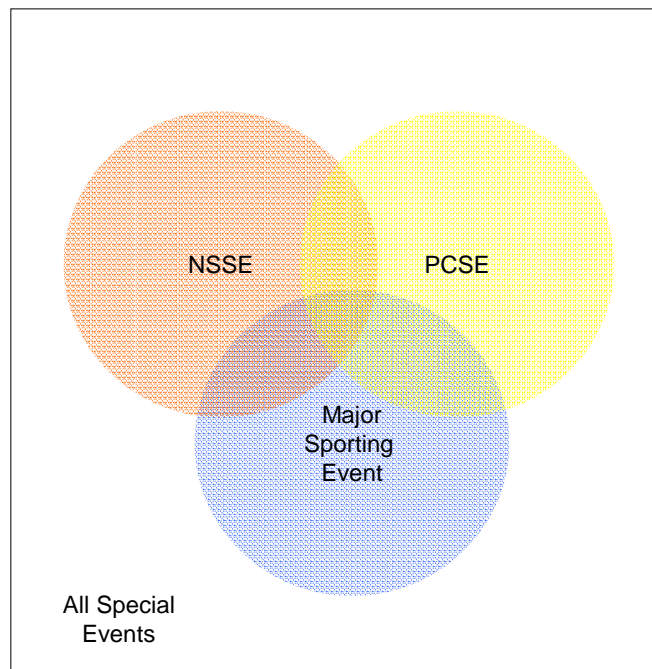 NSSE
PCSE
Major
Sporting
Event
All Special
Events